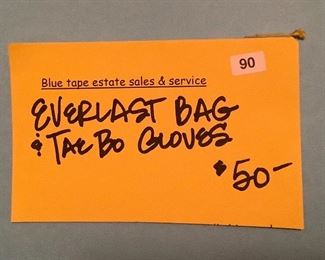 90
Blue tape estate sales & service
EVERLAST BAG
& TAE BO GLOVES
$50-